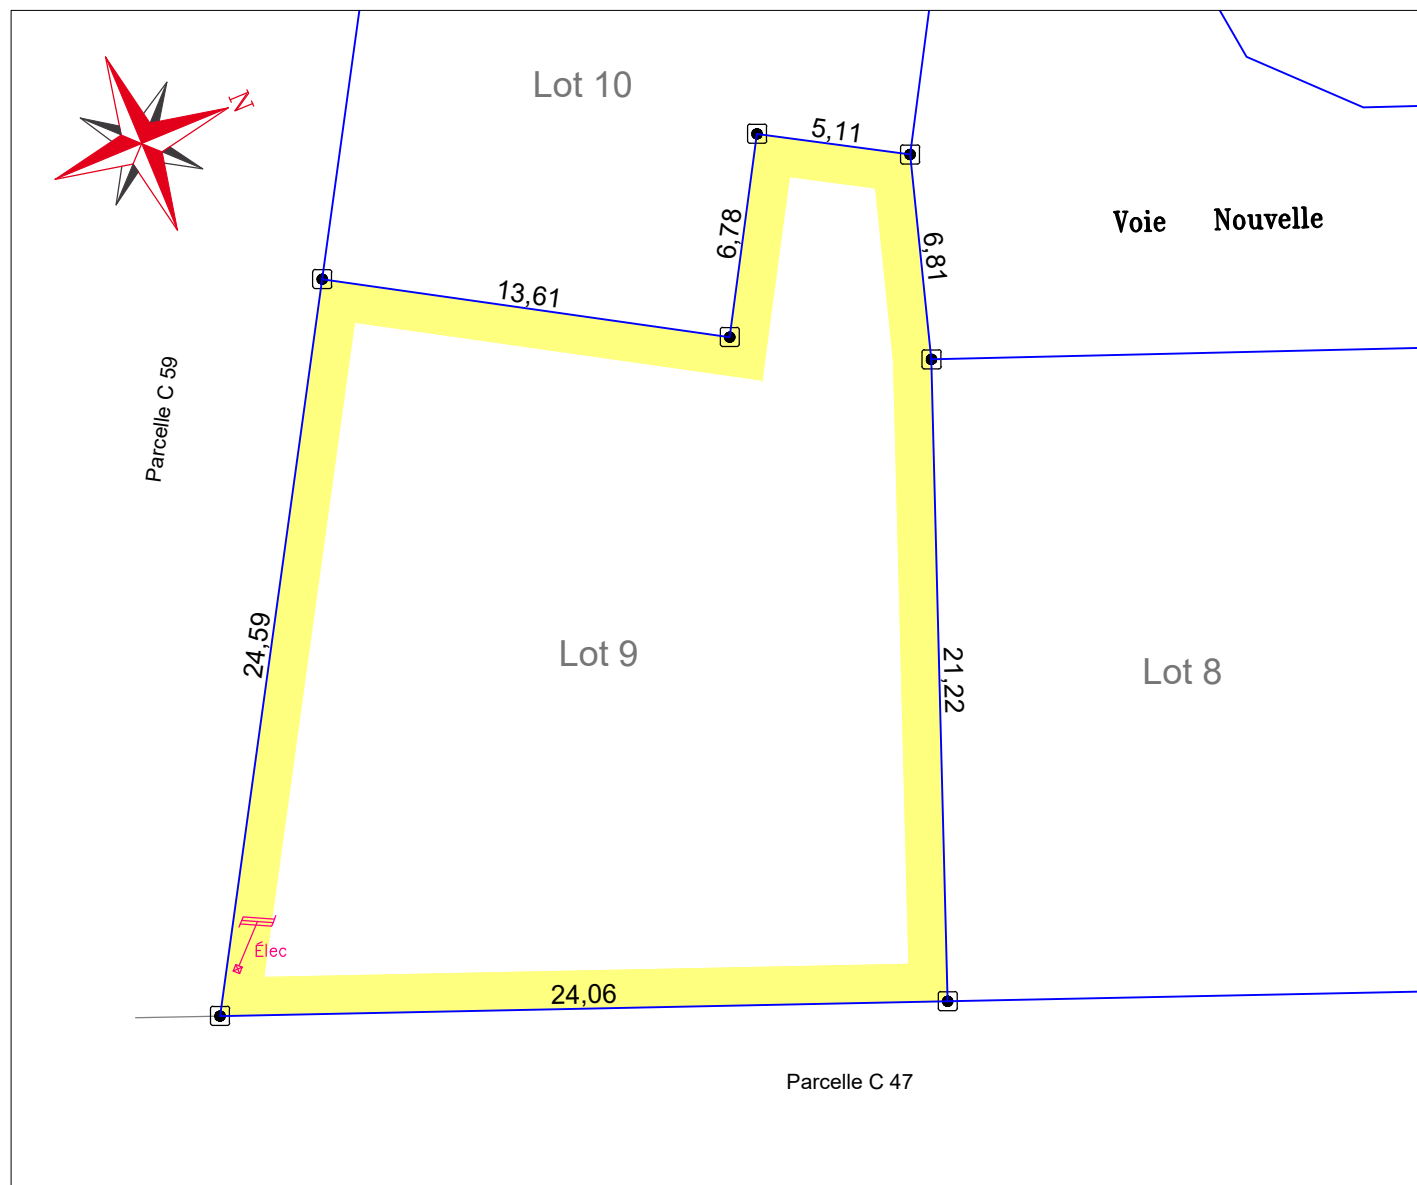 Lot 10
N
5,11
Voie Nouvelle
6,78
6,81
13,61
Parcelle C 59
24,59
Lot 9
21,22
Lot 8
Élec
24,06
Parcelle C 47